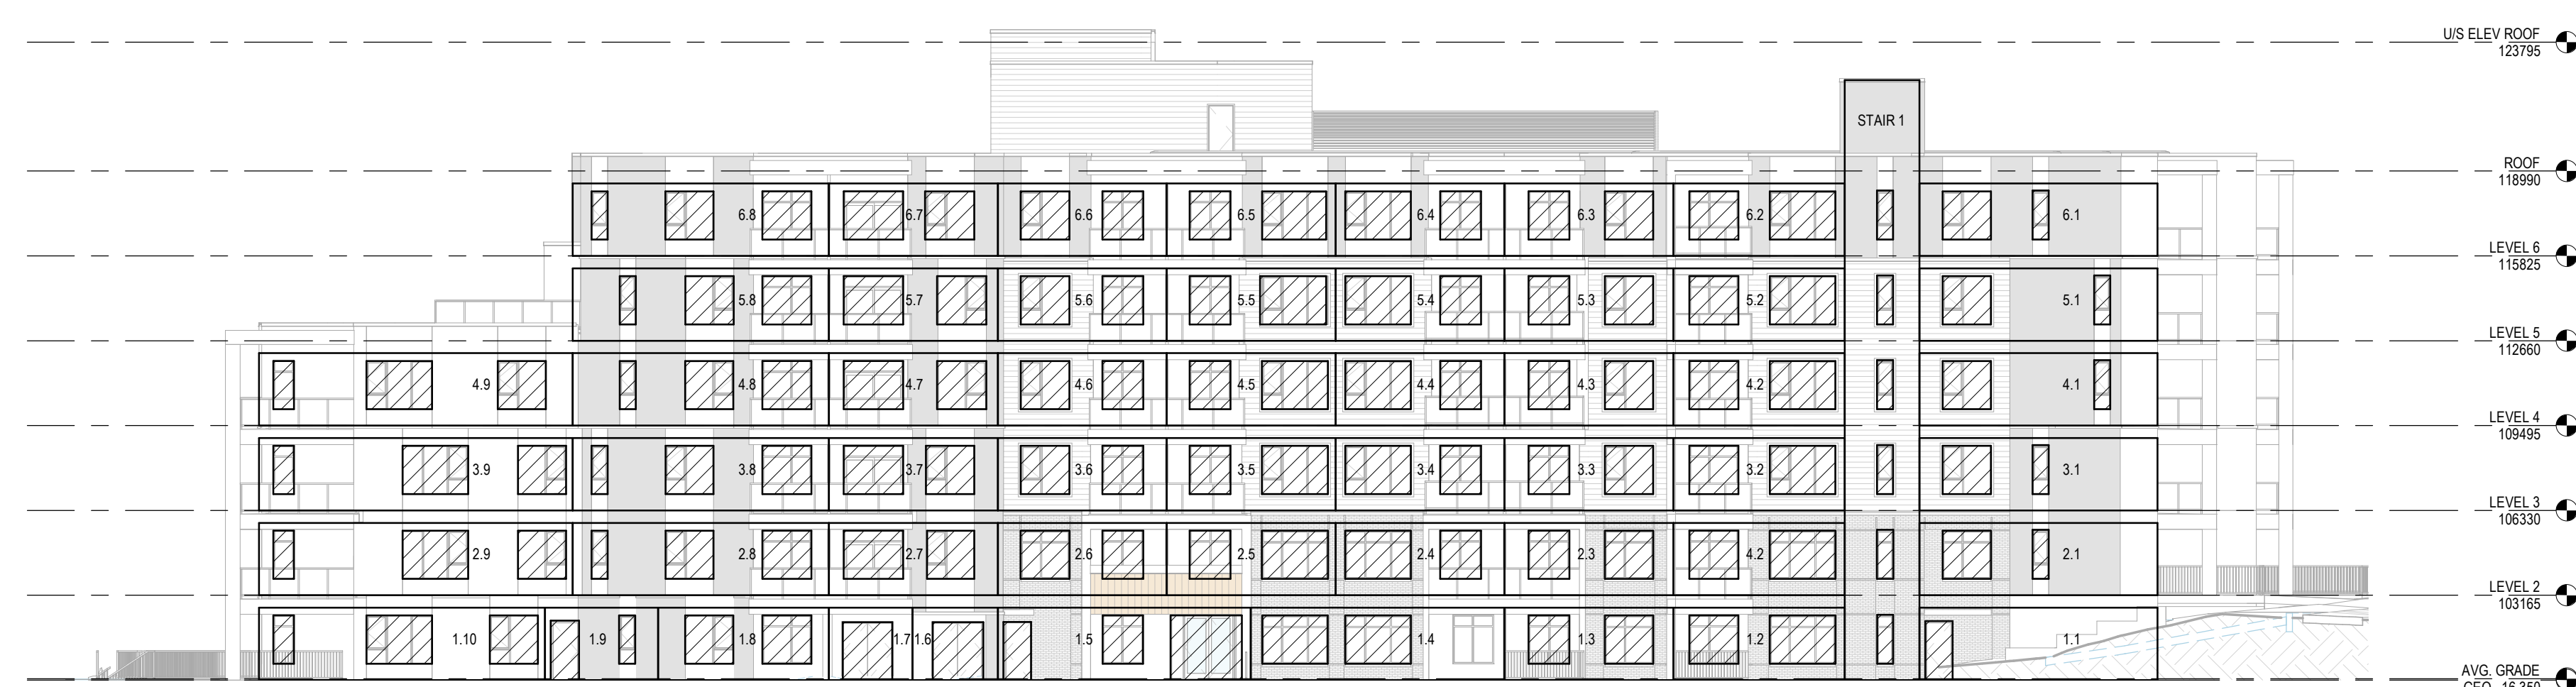 U/S ELEV ROOF
123795
STAIR 1
ROOF
118990
6.8 6.7 6.6 6.5 6.4 6.3 6.2 6.1
LEVEL 6
115825
5.8 5.7 5.6 5.5 5.4 5.3 5.2 5.1
LEVEL 5
112660
4.9 4.8 4.7 4.6 4.5 4.4 4.3 4.2 4.1
LEVEL 4
109495
3.9 3.8 3.7 3.6 3.5 3.4 3.3 3.2 3.1
LEVEL 3
106330
2.9 2.8 2.7 2.6 2.5 2.4 2.3 4.2 2.1
LEVEL 2
103165
1.10 1.9 1.8 1.7 1.6 1.5 1.4 1.3 1.2 1.1
AVG. GRADE
GEO 16.350